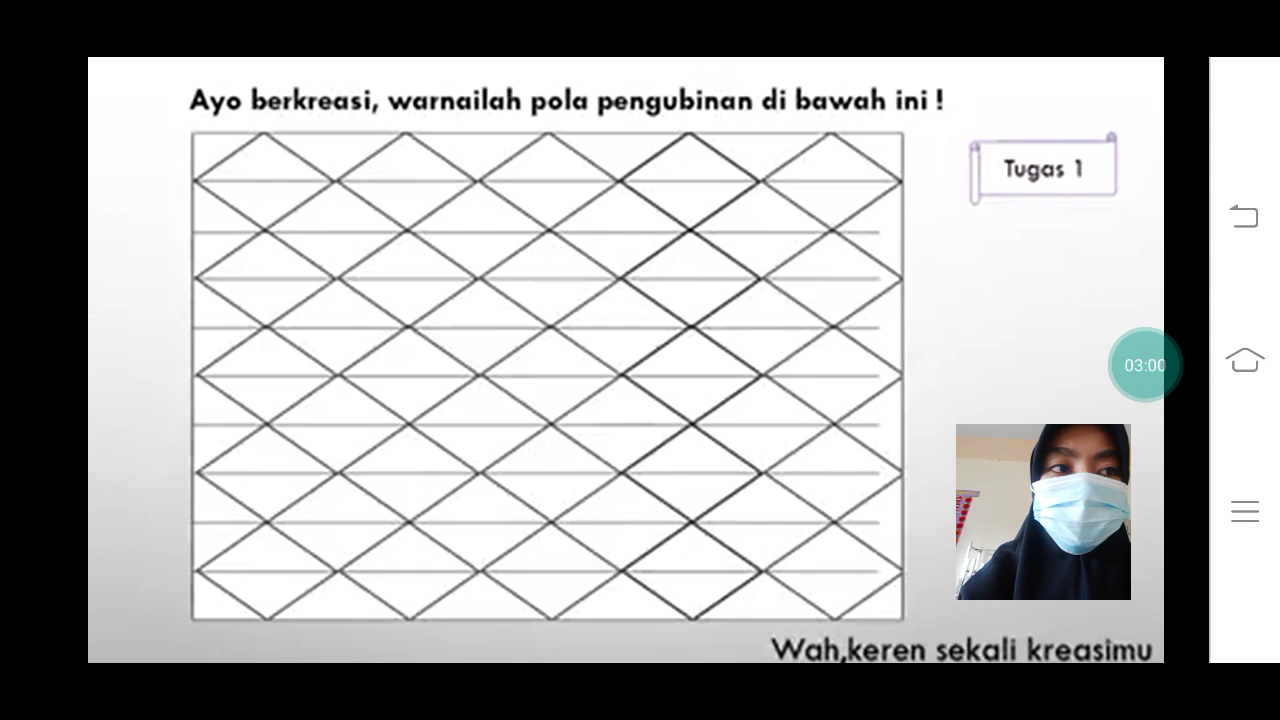 Ayo berkreasi, warnailah pola pengubinan di bawah ini !
Tugas 1
03:00
Wah,keren sekali kreasimu